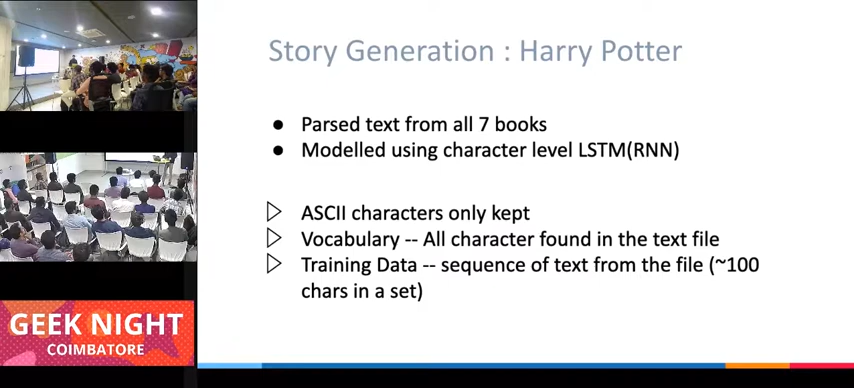 Story Generation : Harry Potter
● Parsed text from all 7 books
● Modelled using character level LSTM(RNN)
▷ ASCII characters only kept
▷ Vocabulary -- All character found in the text file
▷ Training Data -- sequence of text from the file (~100
chars in a set)
GEEK NIGHT
COIMBATORE